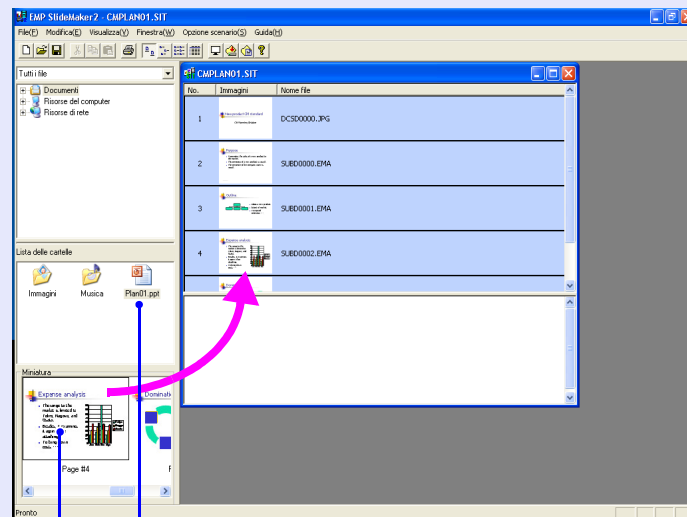 EMP SlideMaker2 - CMPLAN01.SIT
File(F) Modifica(E) Visualizza(V) Finestra(W) Opzione scenario(S) Guida(H)
Tutti i file
Documenti
Risorse del computer
Risorse di rete
Lista delle cartelle
Immagini Musica Plan01.ppt
Miniatura
Expense analysis
Page #4
CMPLAN01.SIT
No. Immagini Nome file
1 DCSD0000.JPG
2 SUBD0000.EMA
3 SUBD0001.EMA
4 Expense analysis SUBD0002.EMA
Pronto